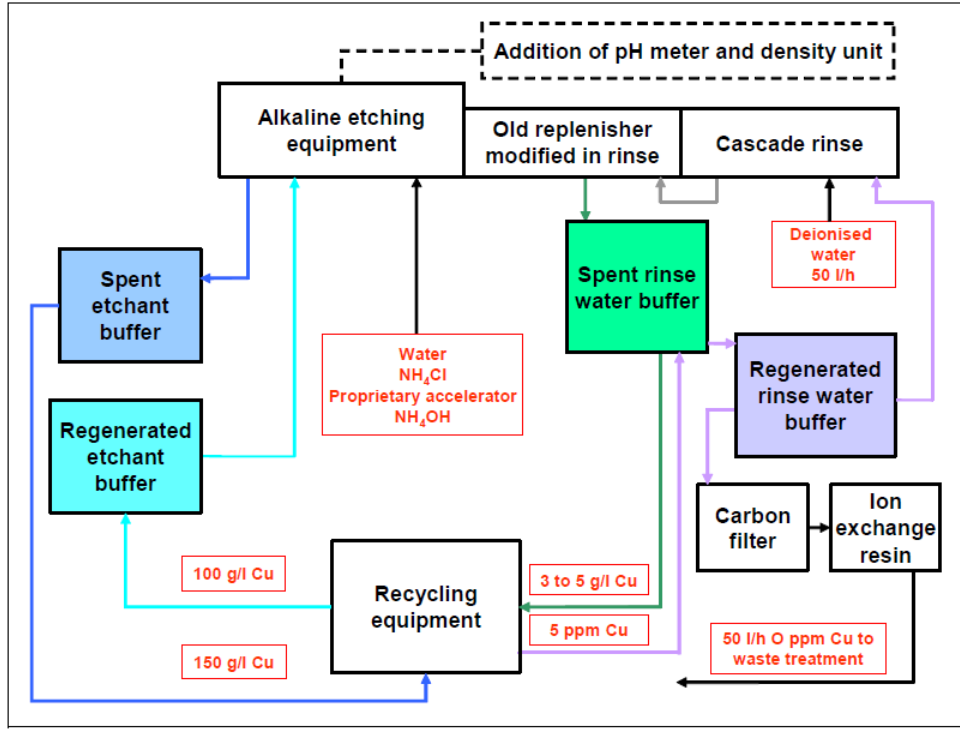 Addition of pH meter and density unit
Alkaline etching
equipment
Old replenisher
modified in rinse
Cascade rinse
Deionised
water
50 l/h
Spent
etchant
buffer
Spent rinse
water buffer
Water
NH₄Cl
Proprietary accelerator
NH₄OH
Regenerated
rinse water
buffer
Regenerated
etchant
buffer
Carbon
filter
Ion
exchange
resin
100 g/l Cu
Recycling
equipment
3 to 5 g/l Cu
5 ppm Cu
150 g/l Cu
50 l/h O ppm Cu to
waste treatment